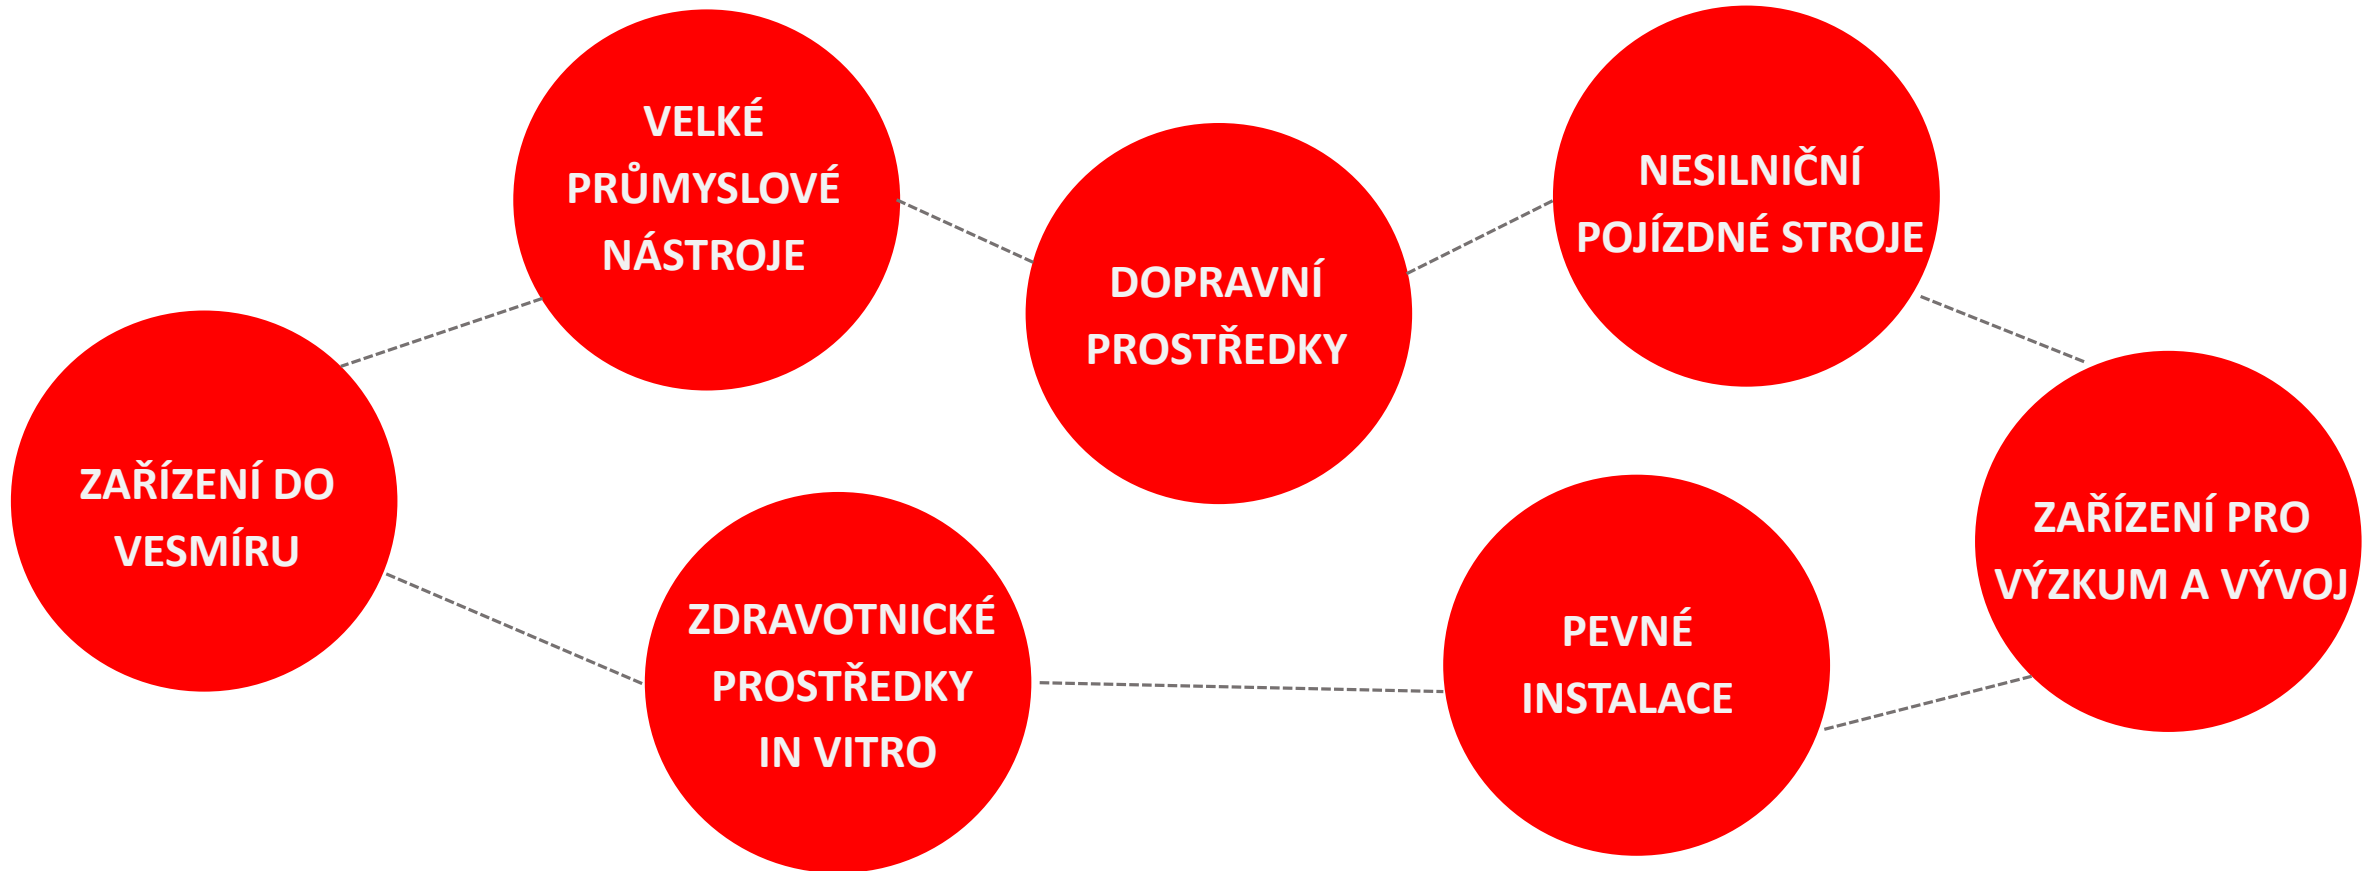 VELKÉ
PRŮMYSLOVÉ
NÁSTROJE
DOPRAVNÍ
PROSTŘEDKY
NESILNIČNÍ
POJÍZDNÉ STROJE
ZAŘÍZENÍ DO
VESMÍRU
ZDRAVOTNICKÉ
PROSTŘEDKY
IN VITRO
PEVNÉ
INSTALACE
ZAŘÍZENÍ PRO
VÝZKUM A VÝVOJ